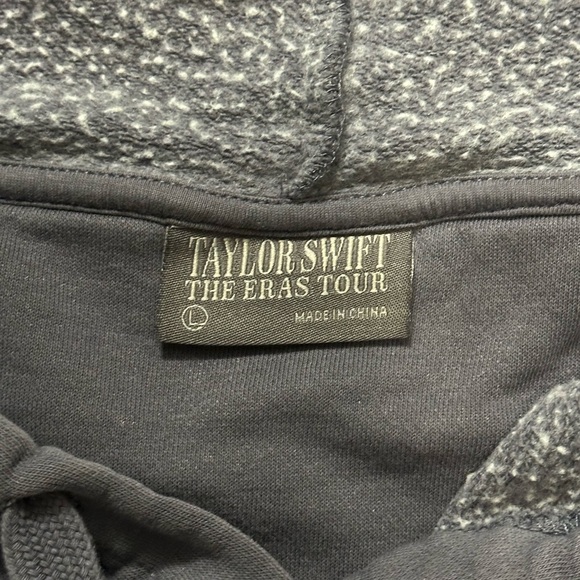 TAYLOR SWIFT
THE ERAS TOUR
L MADE IN CHINA